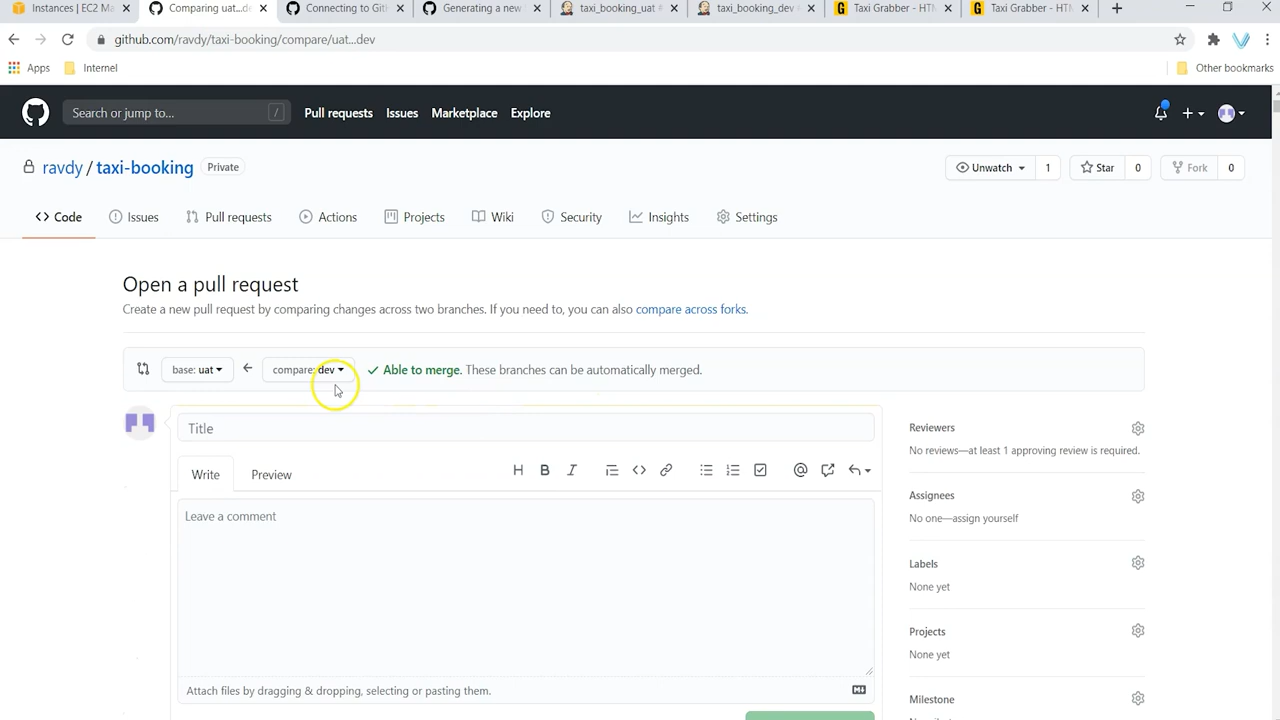 Instances | EC2 Ma
Comparing uat...de
Connecting to Gith
Generating a new S
taxi_booking_uat #
taxi_booking_dev #
Taxi Grabber - HTM
Taxi Grabber - HTM
github.com/ravdy/taxi-booking/compare/uat...dev
Apps
Internet
Other bookmarks
Search or jump to...
/
Pull requests
Issues
Marketplace
Explore
ravdy / taxi-booking
Private
Unwatch
1
Star
0
Fork
0
Code
Issues
Pull requests
Actions
Projects
Wiki
Security
Insights
Settings
Open a pull request
Create a new pull request by comparing changes across two branches. If you need to, you can also compare across forks.
base: uat
compare: dev
Able to merge. These branches can be automatically merged.
Title
Write
Preview
Leave a comment
Attach files by dragging & dropping, selecting or pasting them.
Reviewers
No reviews—at least 1 approving review is required.
Assignees
No one—assign yourself
Labels
None yet
Projects
None yet
Milestone